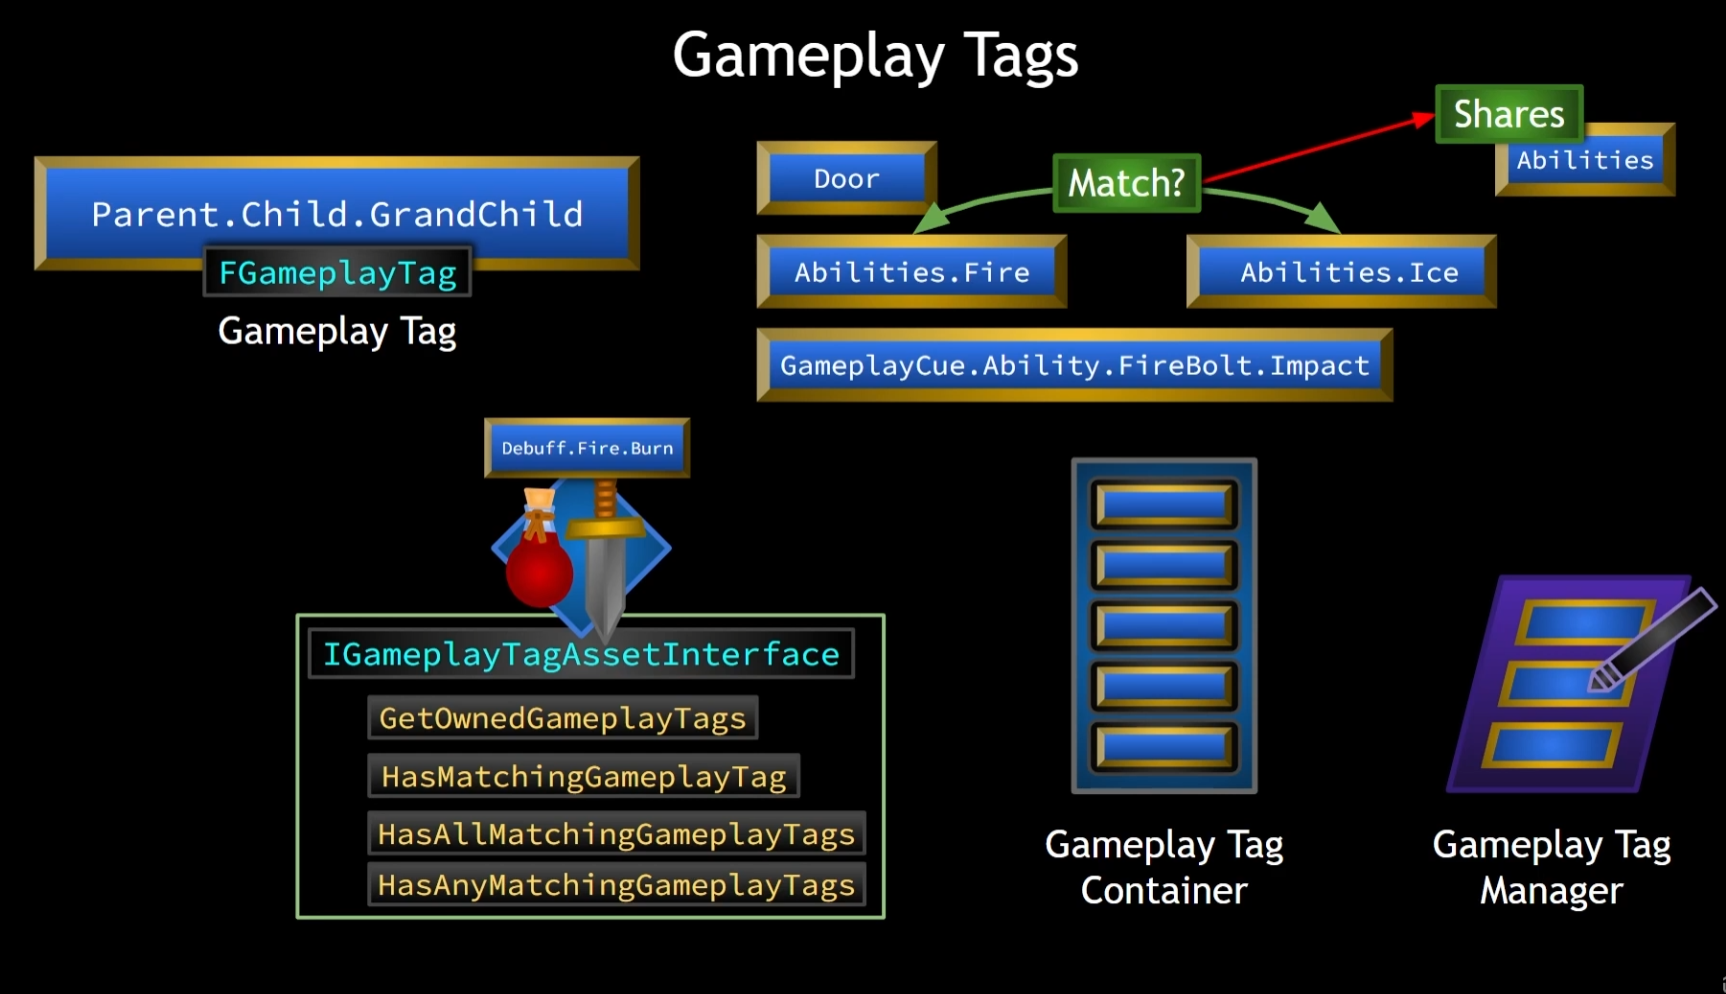 Gameplay Tags
Parent.Child.GrandChild
FGameplayTag
Gameplay Tag
Door
Match?
Shares
Abilities
Abilities.Fire
Abilities.Ice
GameplayCue.Ability.FireBolt.Impact
Debuff.Fire.Burn
IGameplayTagAssetInterface
GetOwnedGameplayTags
HasMatchingGameplayTag
HasAllMatchingGameplayTags
HasAnyMatchingGameplayTags
Gameplay Tag
Container
Gameplay Tag
Manager